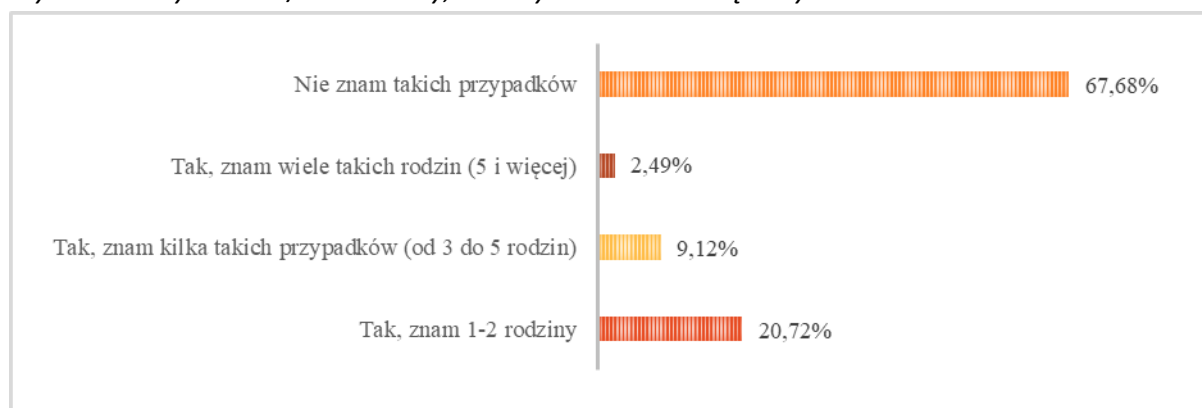 Nie znam takich przypadków 67,68%
Tak, znam wiele takich rodzin (5 i więcej) 2,49%
Tak, znam kilka takich przypadków (od 3 do 5 rodzin) 9,12%
Tak, znam 1-2 rodziny 20,72%